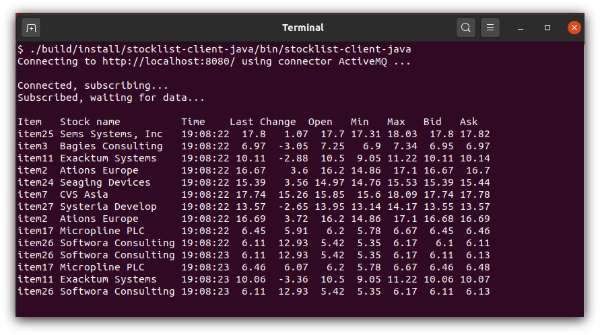 Terminal
$ ./build/install/stocklist-client-java/bin/stocklist-client-java
Connecting to http://localhost:8080/ using connector ActiveMQ ...
Connected, subscribing...
Subscribed, waiting for data...
Item Stock name Time Last Change Open Min Max Bid Ask
item25 Sems Systems, Inc 19:08:22 17.8 1.07 17.7 17.31 18.03 17.8 17.82
item3 Bagies Consulting 19:08:22 6.97 -3.05 7.25 6.9 7.34 6.95 6.97
item11 Exacktum Systems 19:08:22 10.11 -2.88 10.5 9.05 11.22 10.11 10.14
item2 Ations Europe 19:08:22 16.67 3.6 16.2 14.86 17.1 16.67 16.7
item24 Seaging Devices 19:08:22 15.39 3.56 14.97 14.76 15.53 15.39 15.44
item7 CVS Asia 19:08:22 17.74 15.26 15.85 15.6 18.09 17.74 17.78
item27 Systeria Develop 19:08:22 13.57 -2.65 13.95 13.14 14.17 13.55 13.57
item2 Ations Europe 19:08:22 16.69 3.72 16.2 14.86 17.1 16.68 16.69
item17 Micropline PLC 19:08:22 6.45 5.91 6.2 5.78 6.67 6.45 6.46
item26 Softwora Consulting 19:08:22 6.11 12.93 5.42 5.35 6.17 6.1 6.11
item26 Softwora Consulting 19:08:23 6.11 12.93 5.42 5.35 6.17 6.11 6.13
item17 Micropline PLC 19:08:23 6.46 6.07 6.2 5.78 6.67 6.46 6.48
item11 Exacktum Systems 19:08:23 10.06 -3.36 10.5 9.05 11.22 10.06 10.07
item26 Softwora Consulting 19:08:23 6.11 12.93 5.42 5.35 6.17 6.11 6.13